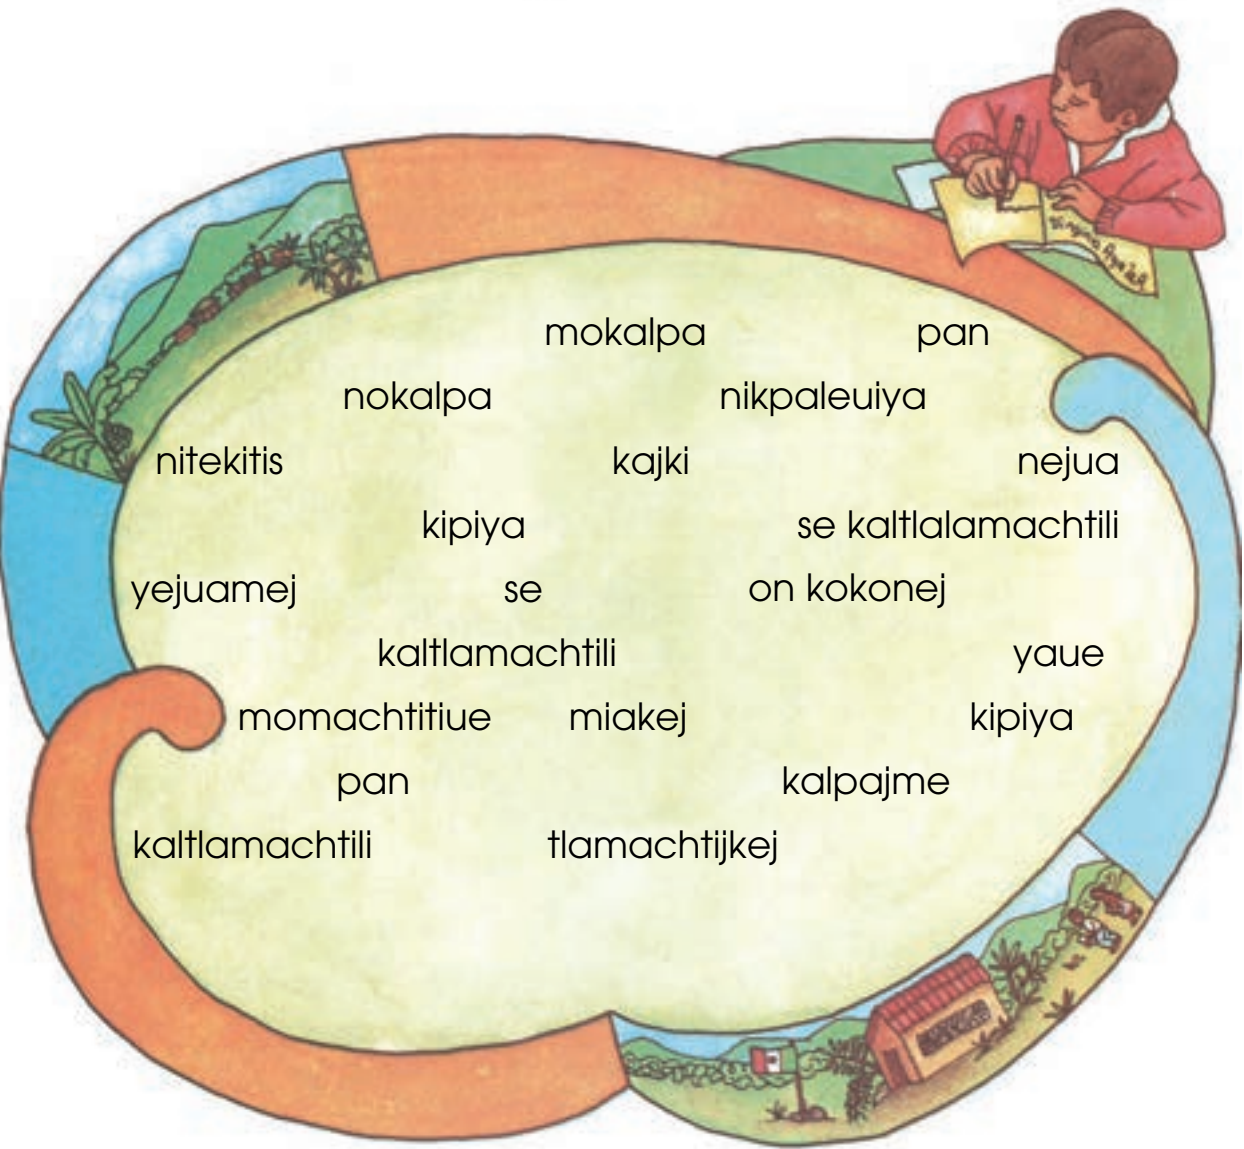 mokalpa pan
nokalpa nikpaleuiya
nitekitis kajki nejua
kipiya se kaltlalamachtili
yejuamej se on kokonej
kaltlamachtili yaue
momachtitiue miakej kipiya
pan kalpajme
kaltlamachtili tlamachtijkej